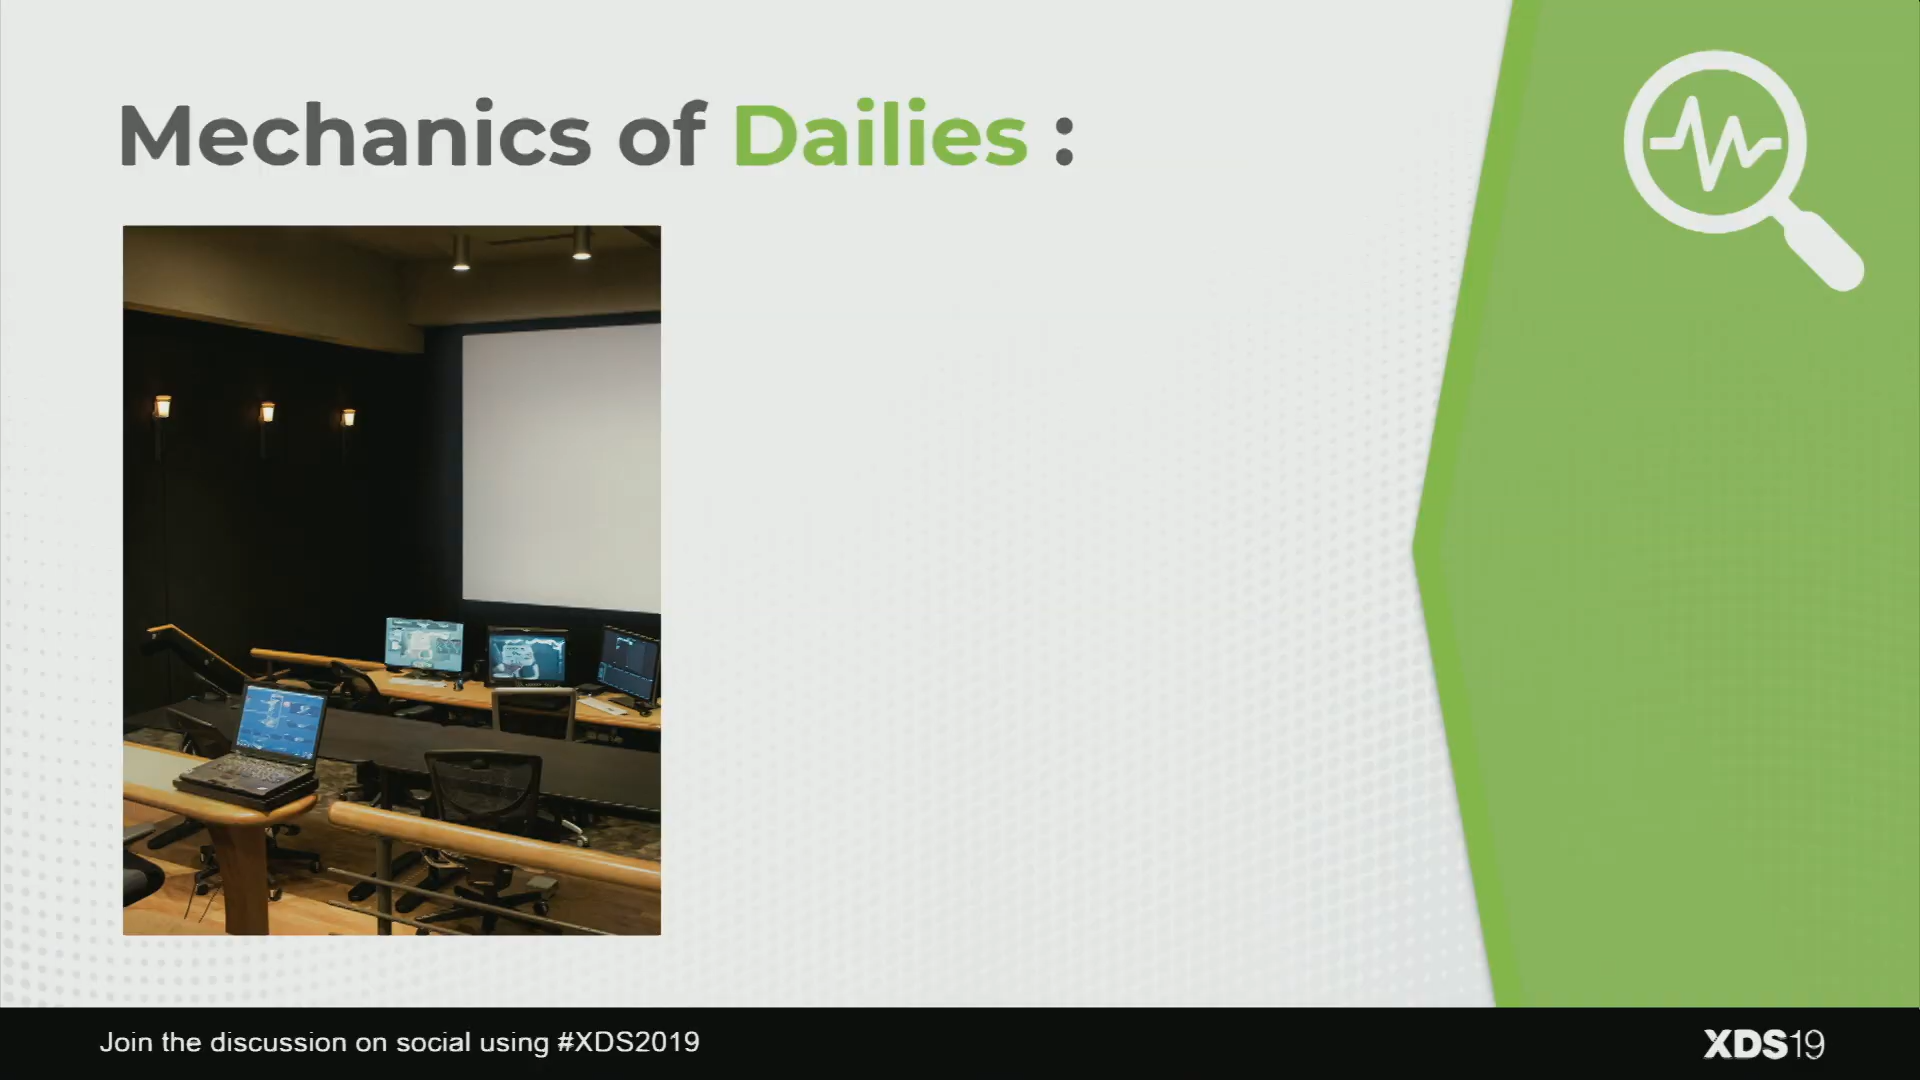 Mechanics of Dailies :
Join the discussion on social using #XDS2019
XDS19